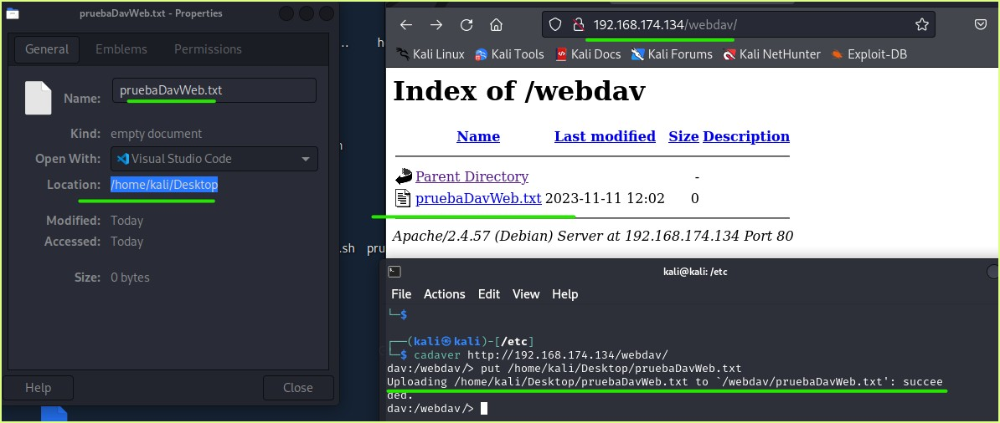 pruebaDavWeb.txt - Properties
General Emblems Permissions
Name: pruebaDavWeb.txt
Kind: empty document
Open With: Visual Studio Code
Location: /home/kali/Desktop
Modified: Today
Accessed: Today
Size: 0 bytes
Help Close
..
h
.sh pru
192.168.174.134/webdav/
Kali Linux Kali Tools Kali Docs Kali Forums Kali NetHunter Exploit-DB
Index of /webdav
Name Last modified Size Description
Parent Directory -
pruebaDavWeb.txt 2023-11-11 12:02 0
Apache/2.4.57 (Debian) Server at 192.168.174.134 Port 80
kali@kali: /etc
File Actions Edit View Help
└─$
┌──(kali㉿kali)-[/etc]
└─$ cadaver http://192.168.174.134/webdav/
dav:/webdav/> put /home/kali/Desktop/pruebaDavWeb.txt
Uploading /home/kali/Desktop/pruebaDavWeb.txt to `/webdav/pruebaDavWeb.txt': succee
ded.
dav:/webdav/>